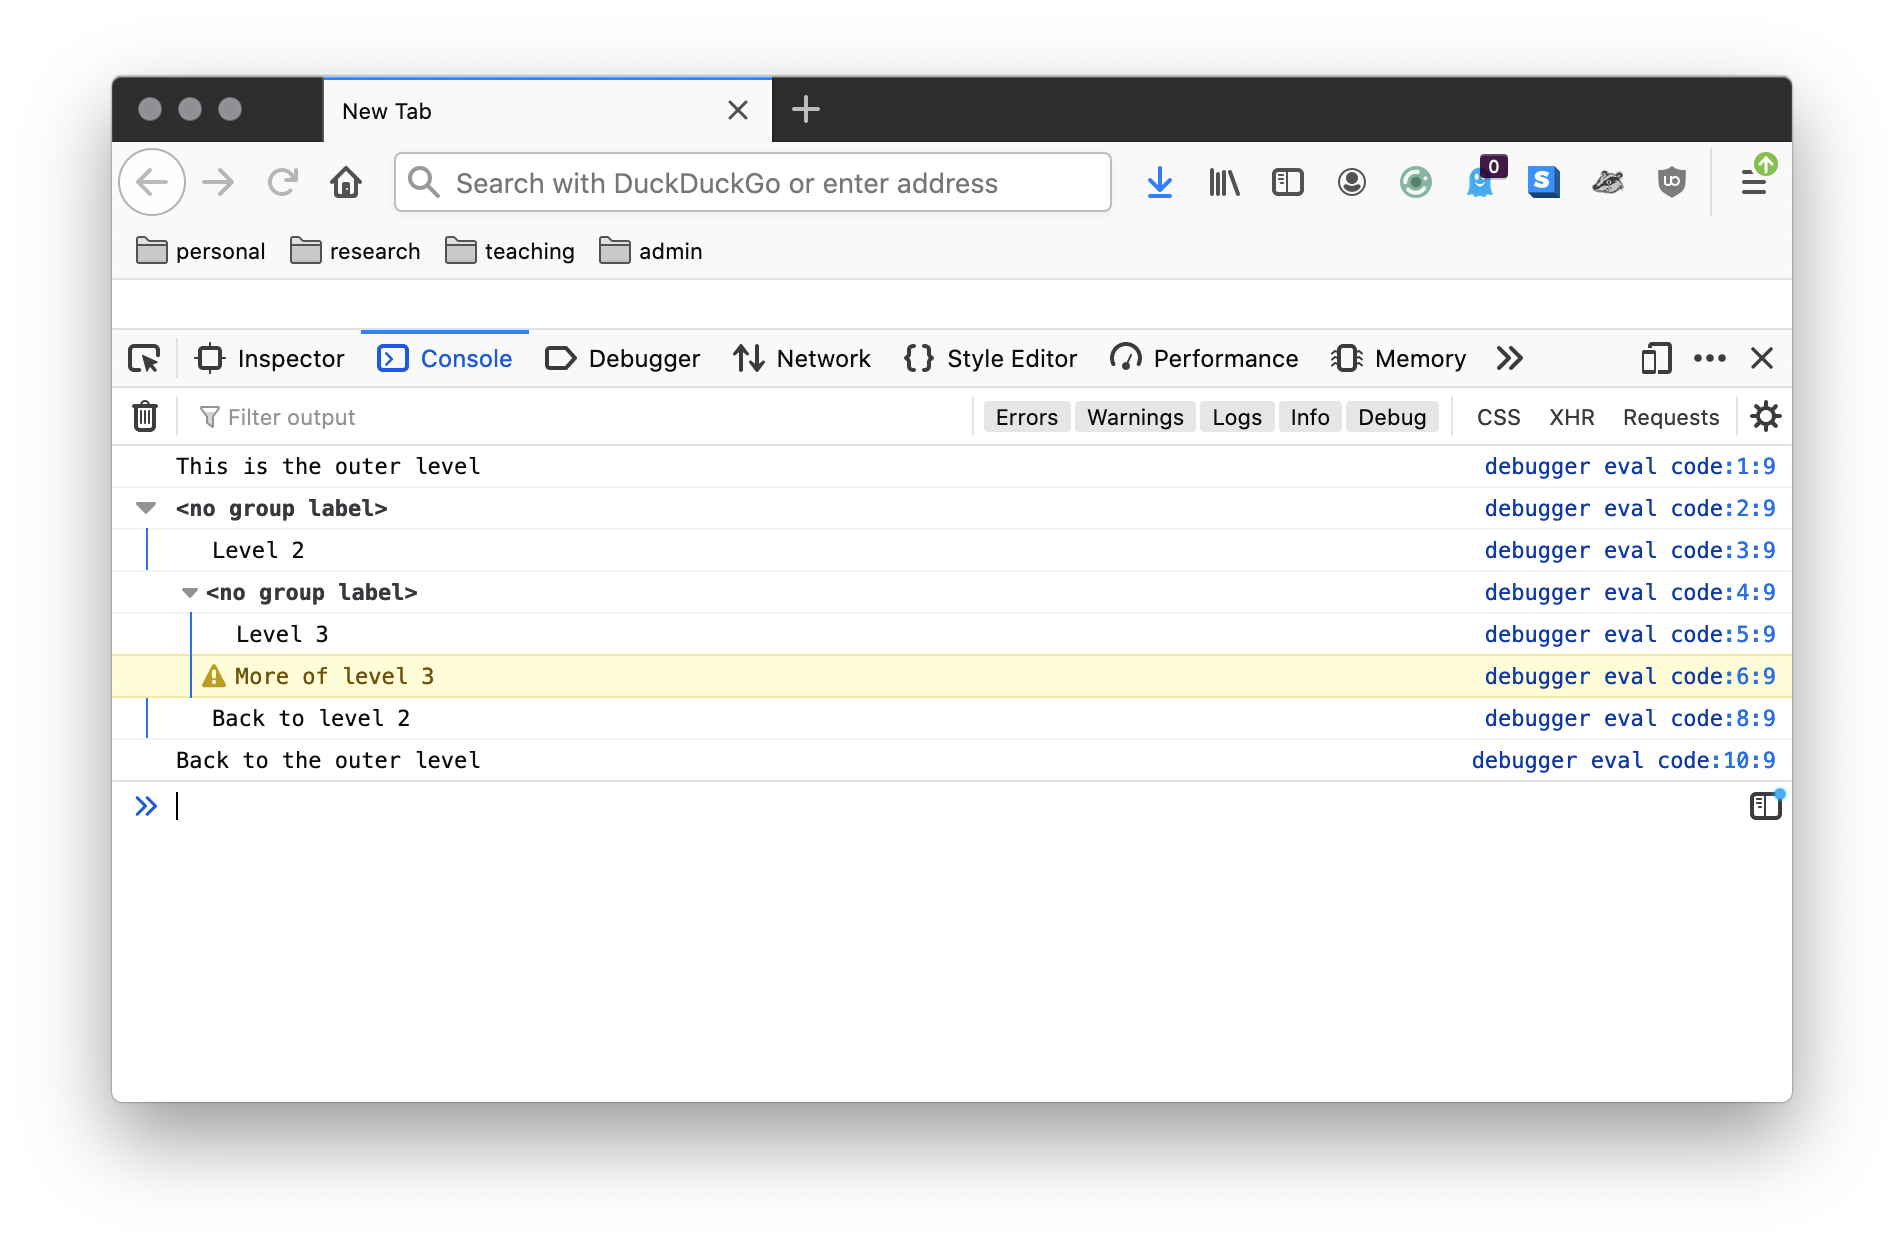 New Tab
Search with DuckDuckGo or enter address
0
S
UO
personal research teaching admin
Inspector Console Debugger Network Style Editor Performance Memory
Filter output Errors Warnings Logs Info Debug CSS XHR Requests
This is the outer level debugger eval code:1:9
<no group label> debugger eval code:2:9
Level 2 debugger eval code:3:9
<no group label> debugger eval code:4:9
Level 3 debugger eval code:5:9
More of level 3 debugger eval code:6:9
Back to level 2 debugger eval code:8:9
Back to the outer level debugger eval code:10:9